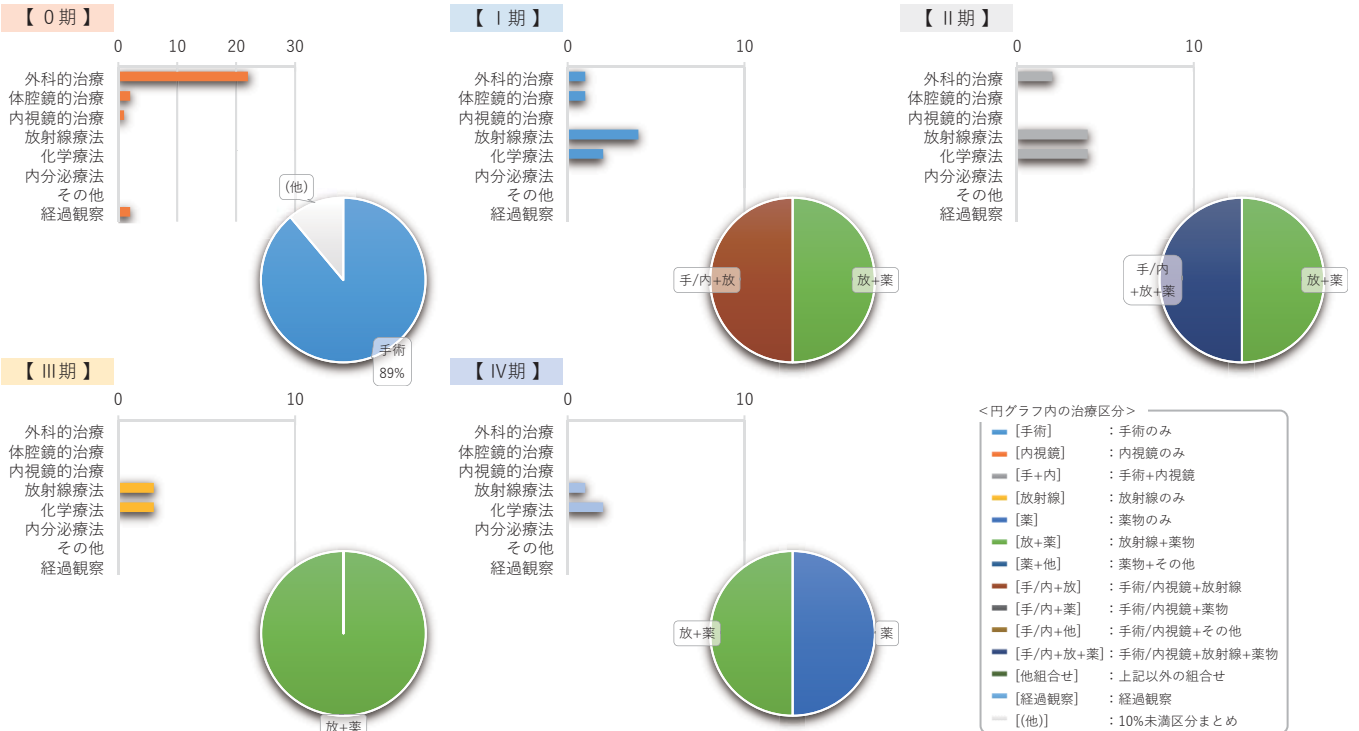 【 0期 】
0 10 20 30
外科的治療
体腔鏡的治療
内視鏡的治療
放射線療法
化学療法
内分泌療法
その他
経過観察
(他)
手術
89%
【 I期 】
0 10
外科的治療
体腔鏡的治療
内視鏡的治療
放射線療法
化学療法
内分泌療法
その他
経過観察
手/内+放
放+薬
【 II期 】
0 10
外科的治療
体腔鏡的治療
内視鏡的治療
放射線療法
化学療法
内分泌療法
その他
経過観察
手/内
+放+薬
放+薬
【 III期 】
0 10
外科的治療
体腔鏡的治療
内視鏡的治療
放射線療法
化学療法
内分泌療法
その他
経過観察
放+薬
【 IV期 】
0 10
外科的治療
体腔鏡的治療
内視鏡的治療
放射線療法
化学療法
内分泌療法
その他
経過観察
放+薬
薬
<円グラフ内の治療区分>
[手術] :手術のみ
[内視鏡] :内視鏡のみ
[手+内] :手術+内視鏡
[放射線] :放射線のみ
[薬] :薬物のみ
[放+薬] :放射線+薬物
[薬+他] :薬物+その他
[手/内+放] :手術/内視鏡+放射線
[手/内+薬] :手術/内視鏡+薬物
[手/内+他] :手術/内視鏡+その他
[手/内+放+薬]:手術/内視鏡+放射線+薬物
[他組合せ] :上記以外の組合せ
[経過観察] :経過観察
[(他)] :10%未満区分まとめ